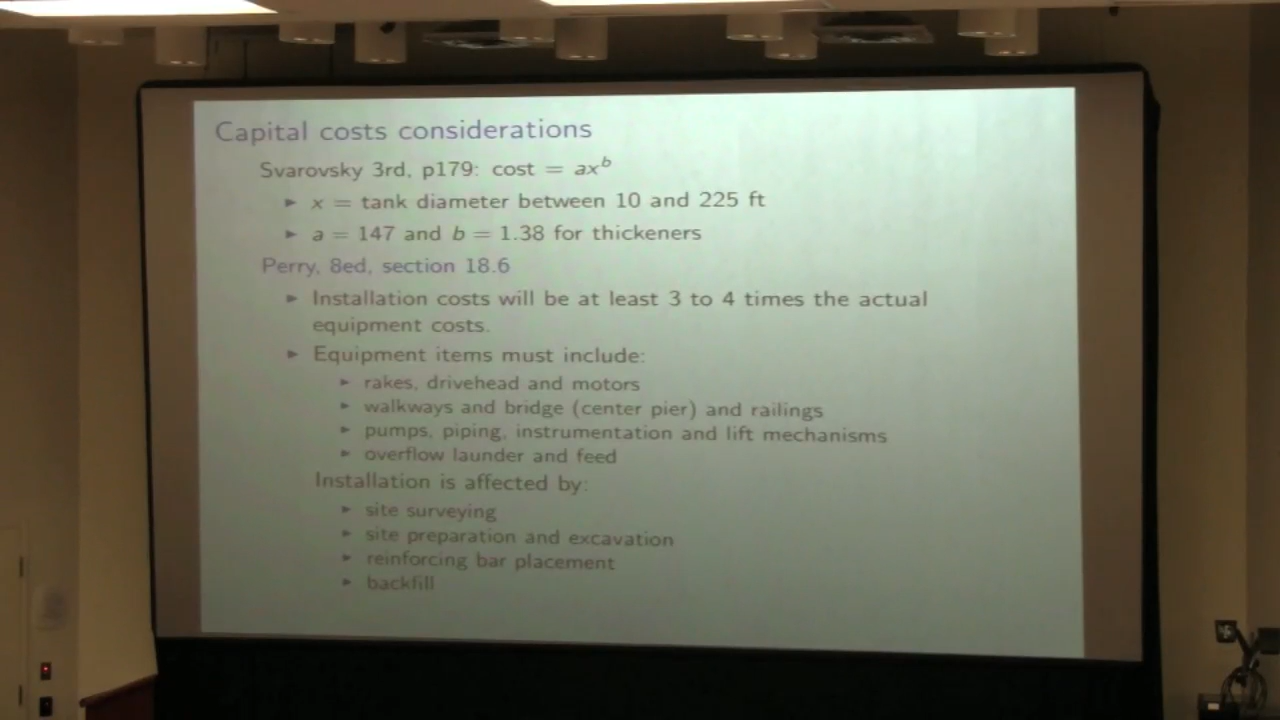 Capital costs considerations
Svarovsky 3rd, p179: cost = ax^b
► x = tank diameter between 10 and 225 ft
► a = 147 and b = 1.38 for thickeners
Perry, 8ed, section 18.6
► Installation costs will be at least 3 to 4 times the actual
equipment costs.
► Equipment items must include:
► rakes, drivehead and motors
► walkways and bridge (center pier) and railings
► pumps, piping, instrumentation and lift mechanisms
► overflow launder and feed
Installation is affected by:
► site surveying
► site preparation and excavation
► reinforcing bar placement
► backfill